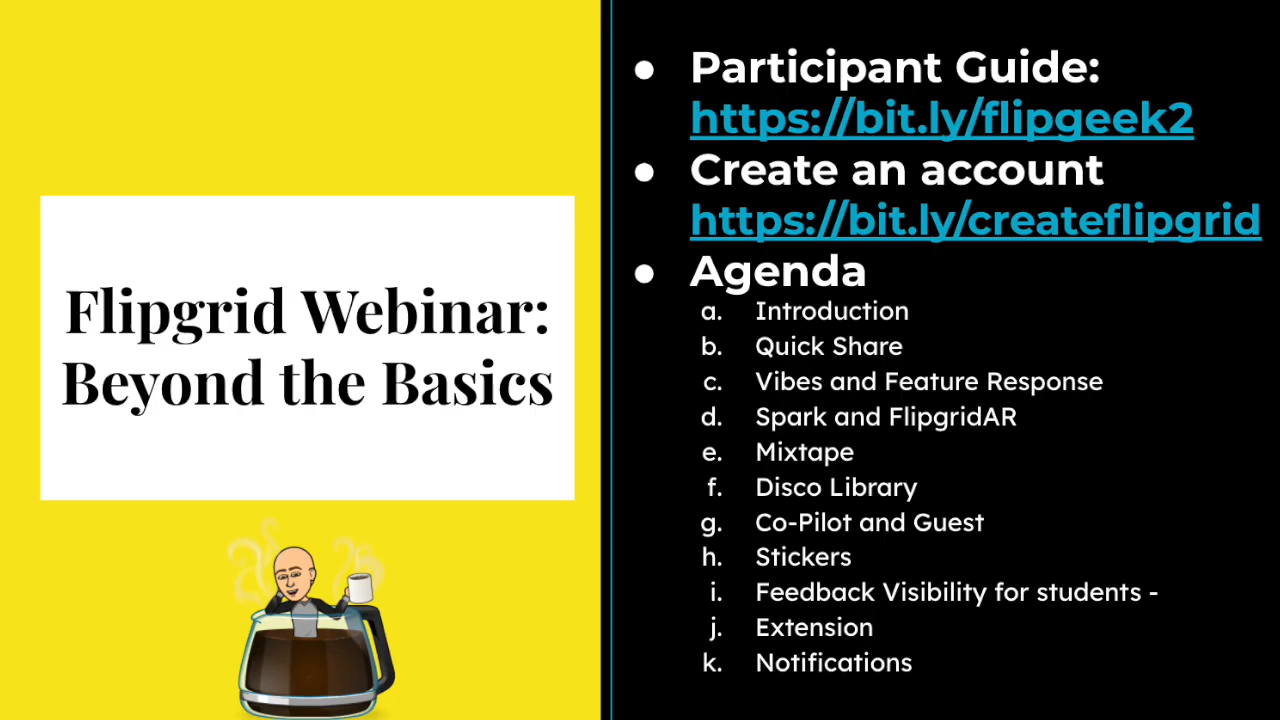 Flipgrid Webinar:
Beyond the Basics
● Participant Guide:
https://bit.ly/flipgeek2
● Create an account
https://bit.ly/createflipgrid
● Agenda
a. Introduction
b. Quick Share
c. Vibes and Feature Response
d. Spark and FlipgridAR
e. Mixtape
f. Disco Library
g. Co-Pilot and Guest
h. Stickers
i. Feedback Visibility for students -
j. Extension
k. Notifications